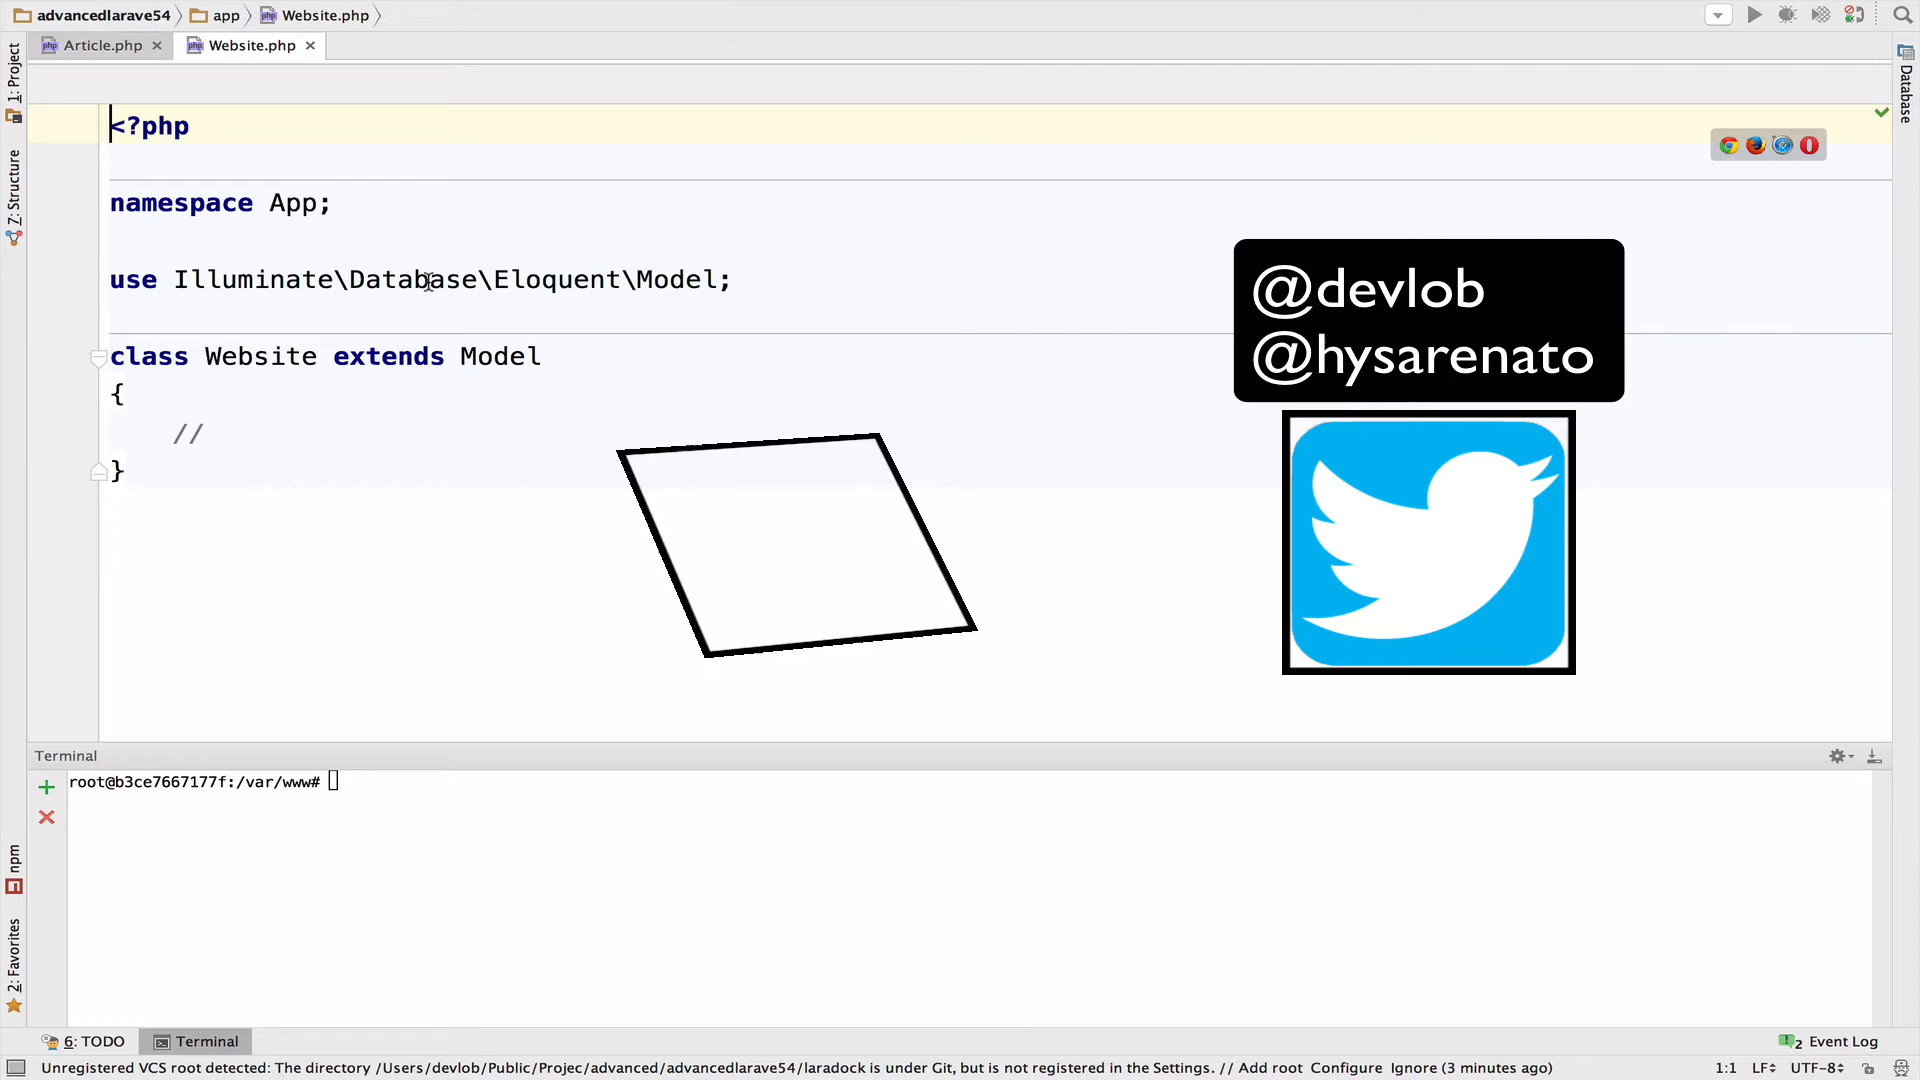 advancedlarave54 app Website.php
Article.php Website.php
1: Project
7: Structure
npm
2: Favorites
Database
<?php
namespace App;
use Illuminate\Database\Eloquent\Model;
class Website extends Model
{
//
}
@devlob
@hysarenato
Terminal
root@b3ce7667177f:/var/www#
6: TODO Terminal
2 Event Log
Unregistered VCS root detected: The directory /Users/devlob/Public/Projec/advanced/advancedlarave54/laradock is under Git, but is not registered in the Settings. // Add root Configure Ignore (3 minutes ago) 1:1 LF UTF-8